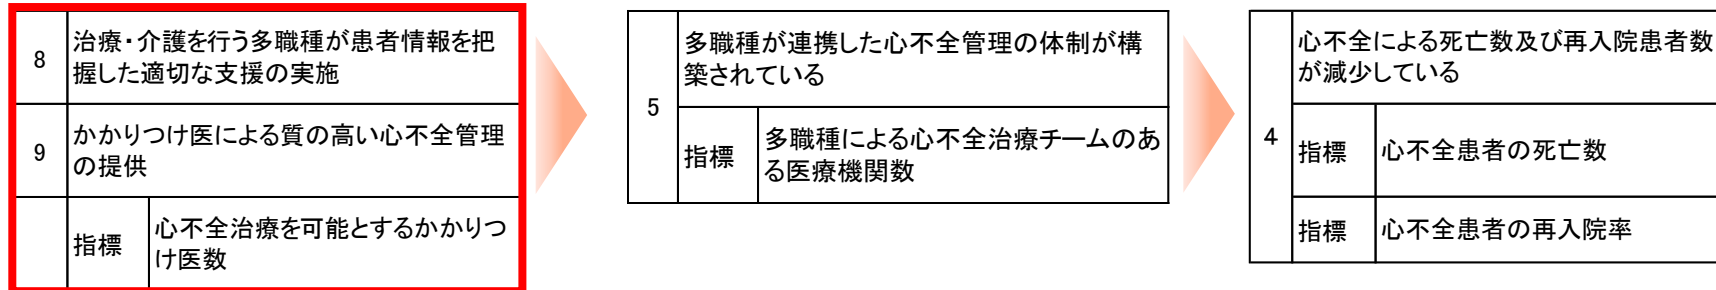 8
治療・介護を行う多職種が患者情報を把
握した適切な支援の実施
9
かかりつけ医による質の高い心不全管理
の提供
指標
心不全治療を可能とするかかりつ
け医数
5
多職種が連携した心不全管理の体制が構
築されている
指標
多職種による心不全治療チームのあ
る医療機関数
4
心不全による死亡数及び再入院患者数
が減少している
指標
心不全患者の死亡数
指標
心不全患者の再入院率